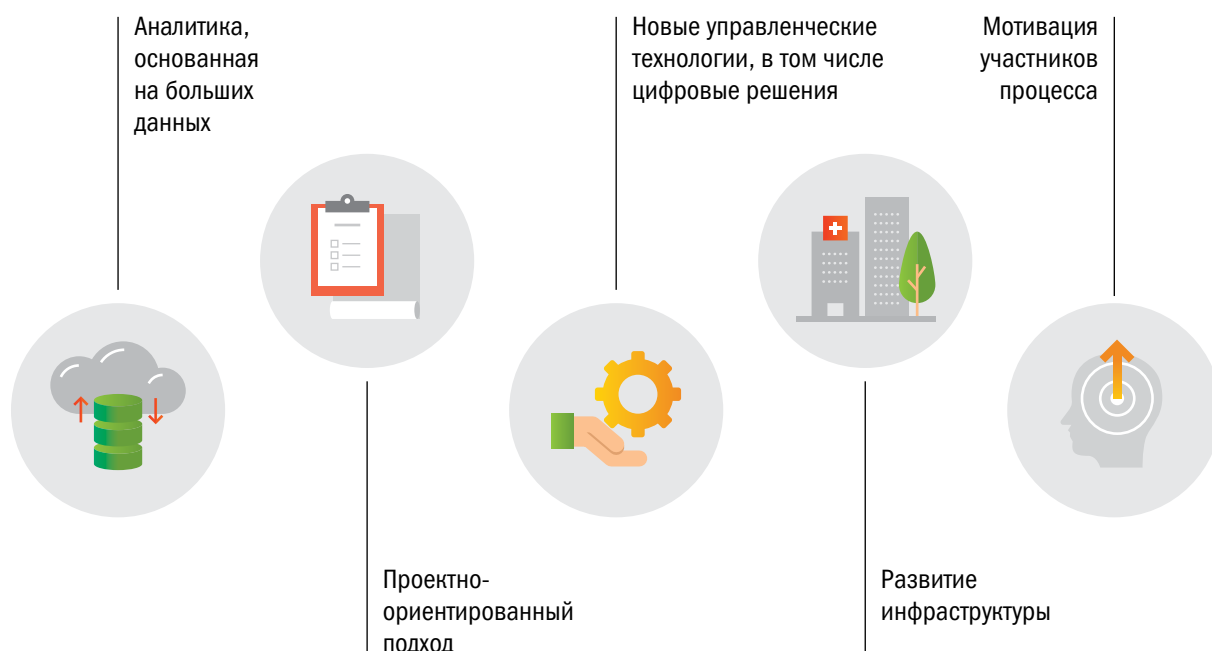 Аналитика,
основанная
на больших
данных
Новые управленческие
технологии, в том числе
цифровые решения
Мотивация
участников
процесса
Проектно-
ориентированный
подход
Развитие
инфраструктуры